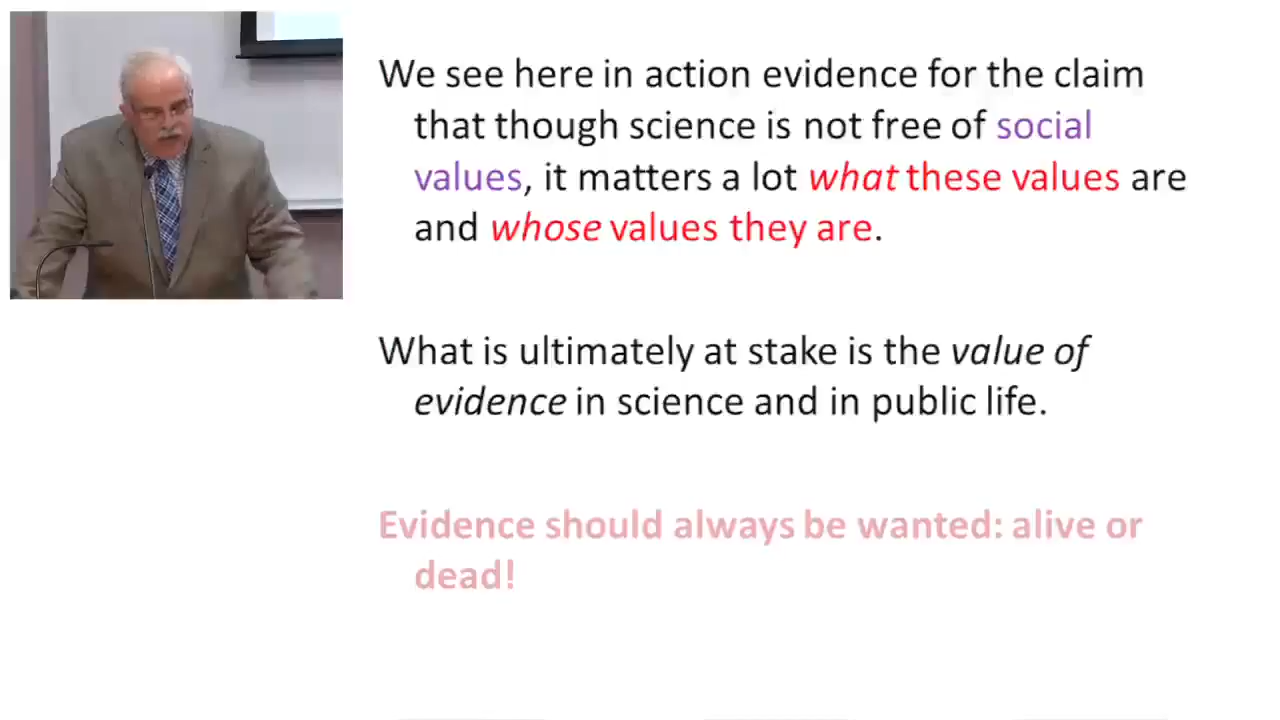 We see here in action evidence for the claim
that though science is not free of social
values, it matters a lot what these values are
and whose values they are.
What is ultimately at stake is the value of
evidence in science and in public life.
Evidence should always be wanted: alive or
dead!